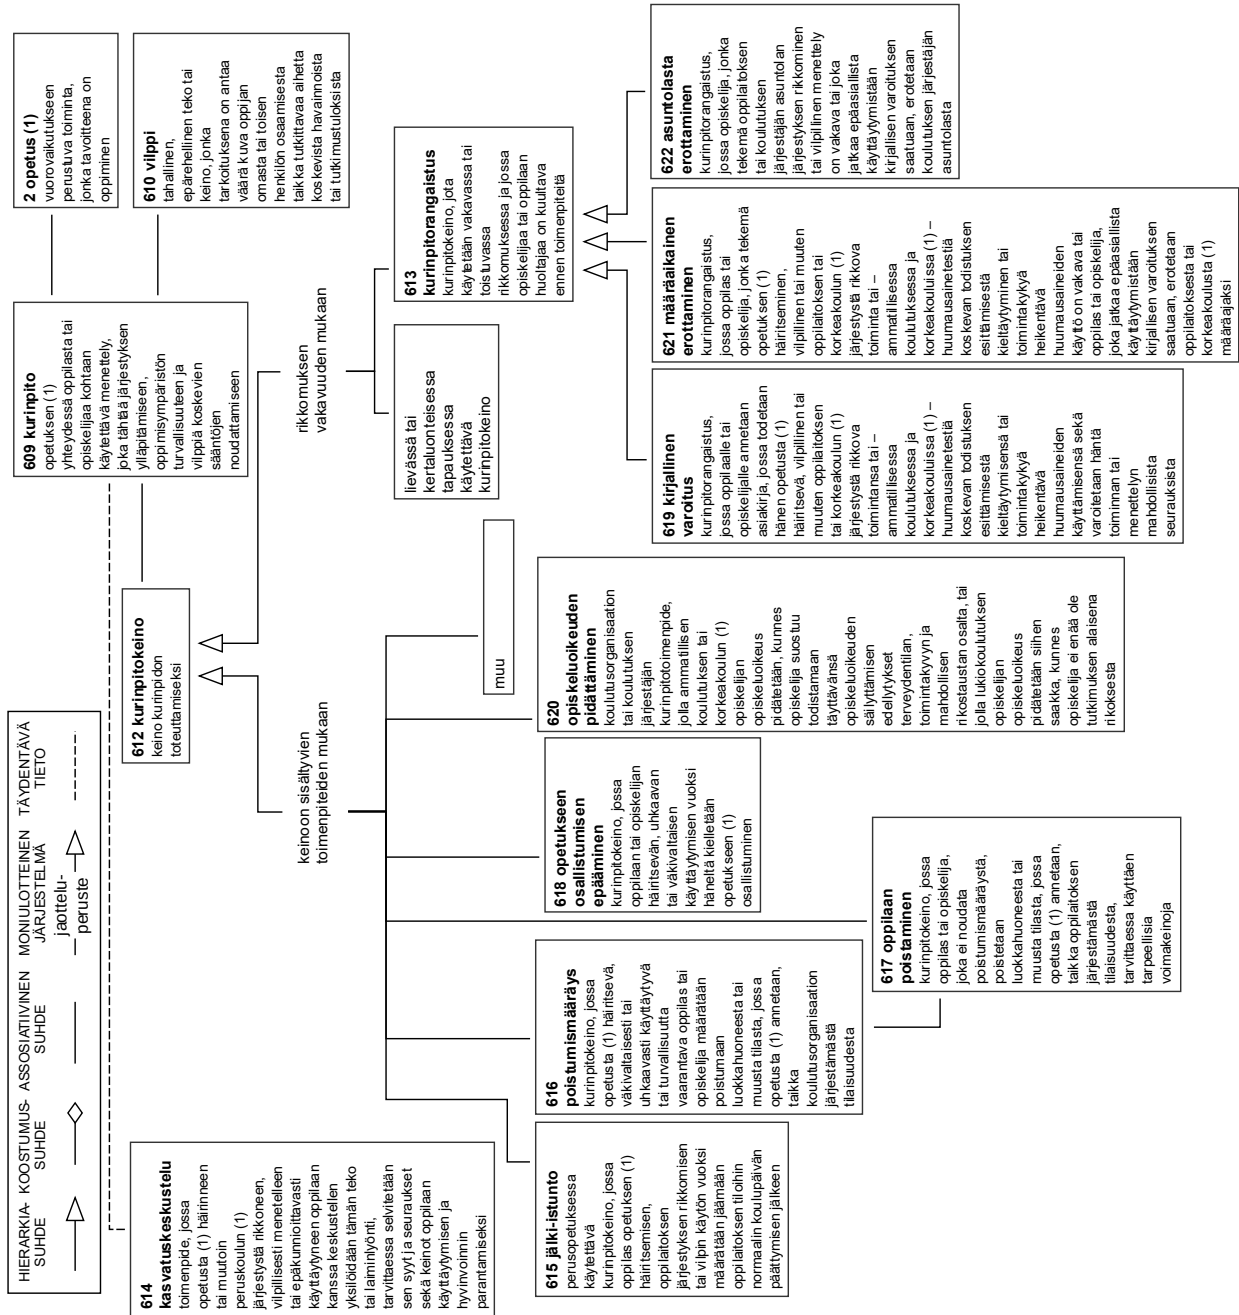 HIERARKIA-
SUHDE
KOOSTUMUS-
SUHDE
ASSOSIATIIVINEN
SUHDE
MONIULOTTEINEN
JÄRJESTELMÄ
jaottelu-
peruste
TÄYDENTÄVÄ
TIETO
2 opetus (1)
vuorovaikutukseen
perustuva toiminta,
jonka tavoitteena on
oppiminen
609 kurinpito
opetuksen (1)
yhteydessä oppilasta tai
opiskelijaa kohtaan
käytettävä menettely,
joka tähtää järjestyksen
ylläpitämiseen,
oppimisympäristön
turvallisuuteen ja
vilppiä koskevien
sääntöjen
noudattamiseen
610 vilppi
tahallinen,
epärehellinen teko tai
keino, jonka
tarkoituksena on antaa
väärä kuva oppijan
omasta tai toisen
henkilön osaamisesta
taikka tutkittavaa aihetta
koskevista havainnoista
tai tutkimustuloksista
612 kurinpitokeino
keino kurinpidon
toteuttamiseksi
614
kasvatuskeskustelu
toimenpide, jossa
opetusta (1) häirinneen
tai muutoin
peruskoulun (1)
järjestystä rikkoneen,
vilpillisesti menetelleen
tai epäkunnioittavasti
käyttäytyneen oppilaan
kanssa keskustellen
yksilöidään tämän teko
tai laiminlyönti,
tarvittaessa selvitetään
sen syyt ja seuraukset
sekä keinot oppilaan
käyttäytymisen ja
hyvinvoinnin
parantamiseksi
keinoon sisältyvien
toimenpiteiden mukaan
rikkomuksen
vakavuuden mukaan
lievässä tai
kertaluonteisessa
tapauksessa
käytettävä
kurinpitokeino
613
kurinpitorangaistus
kurinpitokeino, jota
käytetään vakavassa tai
toistuvassa
rikkomuksessa ja jossa
opiskelijaa tai oppilaan
huoltajaa on kuultava
ennen toimenpiteitä
615 jälki-istunto
perusopetuksessa
käytettävä
kurinpitokeino, jossa
oppilas opetuksen (1)
häiritsemisen,
oppilaitoksen
järjestyksen rikkomisen
tai vilpin käytön vuoksi
määrätään jäämään
oppilaitoksen tiloihin
normaalin koulupäivän
päättymisen jälkeen
616
poistumismääräys
kurinpitokeino, jossa
opetusta (1) häiritsevä,
väkivaltaisesti tai
uhkaavasti käyttäytyvä
tai turvallisuutta
vaarantava oppilas tai
opiskelija määrätään
poistumaan
luokkahuoneesta tai
muusta tilasta, jossa
opetusta (1) annetaan,
taikka
koulutusorganisaation
järjestämästä
tilaisuudesta
617 oppilaan
poistaminen
kurinpitokeino, jossa
oppilas tai opiskelija,
joka ei noudata
poistumismääräystä,
poistetaan
luokkahuoneesta tai
muusta tilasta, jossa
opetusta (1) annetaan,
taikka oppilaitoksen
järjestämästä
tilaisuudesta,
tarvittaessa käyttäen
tarpeellisia
voimakeinoja
618 opetukseen
osallistumisen
epääminen
kurinpitokeino, jossa
oppilaan tai opiskelijan
häiritsevän, uhkaavan
tai väkivaltaisen
käyttäytymisen vuoksi
häneltä kielletään
opetukseen (1)
osallistuminen
620
opiskeluoikeuden
pidättäminen
koulutusorganisaation
tai koulutuksen
järjestäjän
kurinpitotoimenpide,
jolla ammatillisen
koulutuksen tai
korkeakoulun (1)
opiskelijan
opiskeluoikeus
pidätetään, kunnes
opiskelija suostuu
todistamaan
täyttävänsä
opiskeluoikeuden
säilyttämisen
edellytykset
terveydentilan,
toimintakyvyn ja
mahdollisen
rikostaustan osalta, tai
jolla lukiokoulutuksen
opiskelijan
opiskeluoikeus
pidätetään siihen
saakka, kunnes
opiskelija ei enää ole
tutkimuksen alaisena
rikoksesta
muu
619 kirjallinen
varoitus
kurinpitorangaistus,
jossa oppilaalle tai
opiskelijalle annetaan
asiakirja, jossa todetaan
hänen opetusta (1)
häiritsevä, vilpillinen tai
muuten oppilaitoksen
tai korkeakoulun (1)
järjestystä rikkova
toimintansa tai –
ammatillisessa
koulutuksessa ja
korkeakouluissa (1) –
huumausainetestiä
koskevan todistuksen
esittämisestä
kieltäytymisensä tai
toimintakykyä
heikentävä
huumausaineiden
käyttämisensä sekä
varoitetaan häntä
toiminnan tai
menettelyn
mahdollisista
seurauksista
621 määräaikainen
erottaminen
kurinpitorangaistus,
jossa oppilas tai
opiskelija, jonka tekemä
opetuksen (1)
häiritseminen,
vilpillinen tai muuten
oppilaitoksen tai
korkeakoulun (1)
järjestystä rikkova
toiminta tai –
ammatillisessa
koulutuksessa ja
korkeakouluissa (1) –
huumausainetestiä
koskevan todistuksen
esittämisestä
kieltäytyminen tai
toimintakykyä
heikentävä
huumausaineiden
käyttö on vakava tai
oppilas tai opiskelija,
joka jatkaa epäasiallista
käyttäytymistään
kirjallisen varoituksen
saatuaan, erotetaan
oppilaitoksesta tai
korkeakoulusta (1)
määräajaksi
622 asuntolasta
erottaminen
kurinpitorangaistus,
jossa opiskelija, jonka
tekemä oppilaitoksen
tai koulutuksen
järjestäjän asuntolan
järjestyksen rikkominen
tai vilpillinen menettely
on vakava tai joka
jatkaa epäasiallista
käyttäytymistään
kirjallisen varoituksen
saatuaan, erotetaan
koulutuksen järjestäjän
asuntolasta